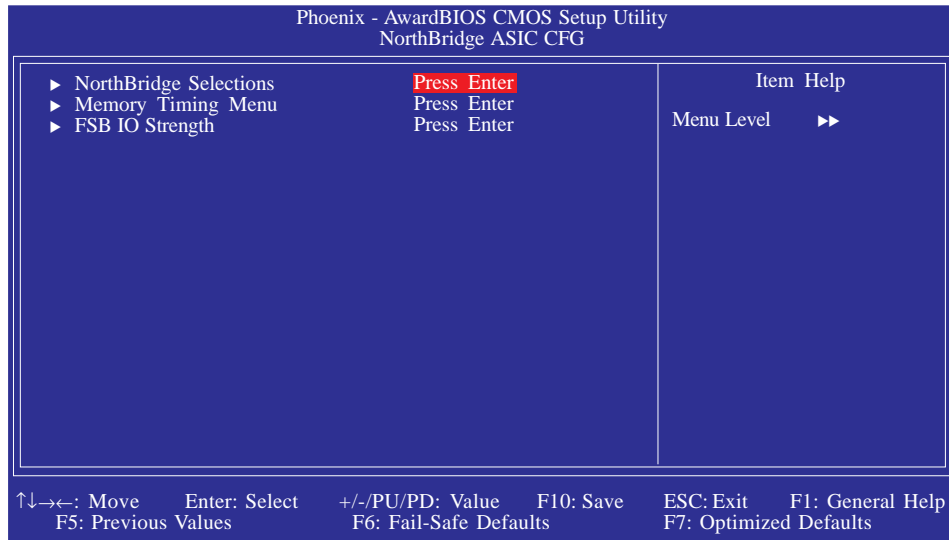 Phoenix - AwardBIOS CMOS Setup Utility
NorthBridge ASIC CFG
▶ NorthBridge Selections Press Enter
▶ Memory Timing Menu Press Enter
▶ FSB IO Strength Press Enter
Item Help
Menu Level ▶▶
↑↓→←: Move Enter: Select +/-/PU/PD: Value F10: Save ESC: Exit F1: General Help
F5: Previous Values F6: Fail-Safe Defaults F7: Optimized Defaults